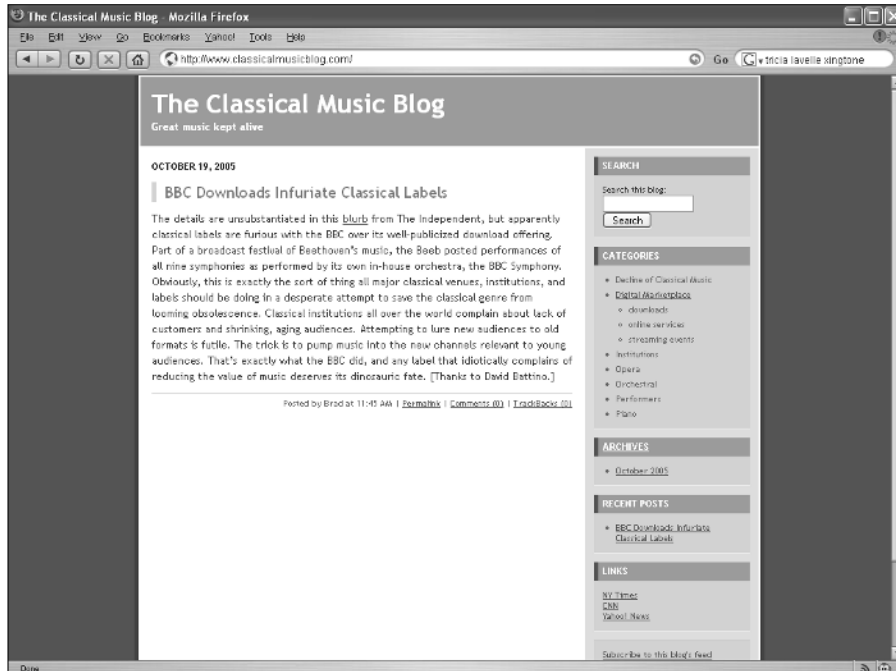 The Classical Music Blog - Mozilla Firefox
File Edit View Go Bookmarks Yahoo! Tools Help
http://www.classicalmusicblog.com/
Go
tricia lavelle xingtone
The Classical Music Blog
Great music kept alive
OCTOBER 19, 2005
BBC Downloads Infuriate Classical Labels
The details are unsubstantiated in this blurb from The Independent, but apparently
classical labels are furious with the BBC over its well-publicized download offering.
Part of a broadcast festival of Beethoven's music, the Beeb posted performances of
all nine symphonies as performed by its own in-house orchestra, the BBC Symphony.
Obviously, this is exactly the sort of thing all major classical venues, institutions, and
labels should be doing in a desperate attempt to save the classical genre from
looming obsolescence. Classical institutions all over the world complain about lack of
customers and shrinking, aging audiences. Attempting to lure new audiences to old
formats is futile. The trick is to pump music into the new channels relevant to young
audiences. That's exactly what the BBC did, and any label that idiotically complains of
reducing the value of music deserves its dinosauric fate. [Thanks to David Battino.]
Posted by Brad at 11:45 AM | Permalink | Comments (0) | TrackBacks (0)
SEARCH
Search this blog:
Search
CATEGORIES
Decline of Classical Music
Digital Marketplace
downloads
online services
streaming events
Institutions
Opera
Orchestral
Performers
Piano
ARCHIVES
October 2005
RECENT POSTS
BBC Downloads Infuriate
Classical Labels
LINKS
NY Times
CNN
Yahoo! News
Subscribe to this blog's feed
Done